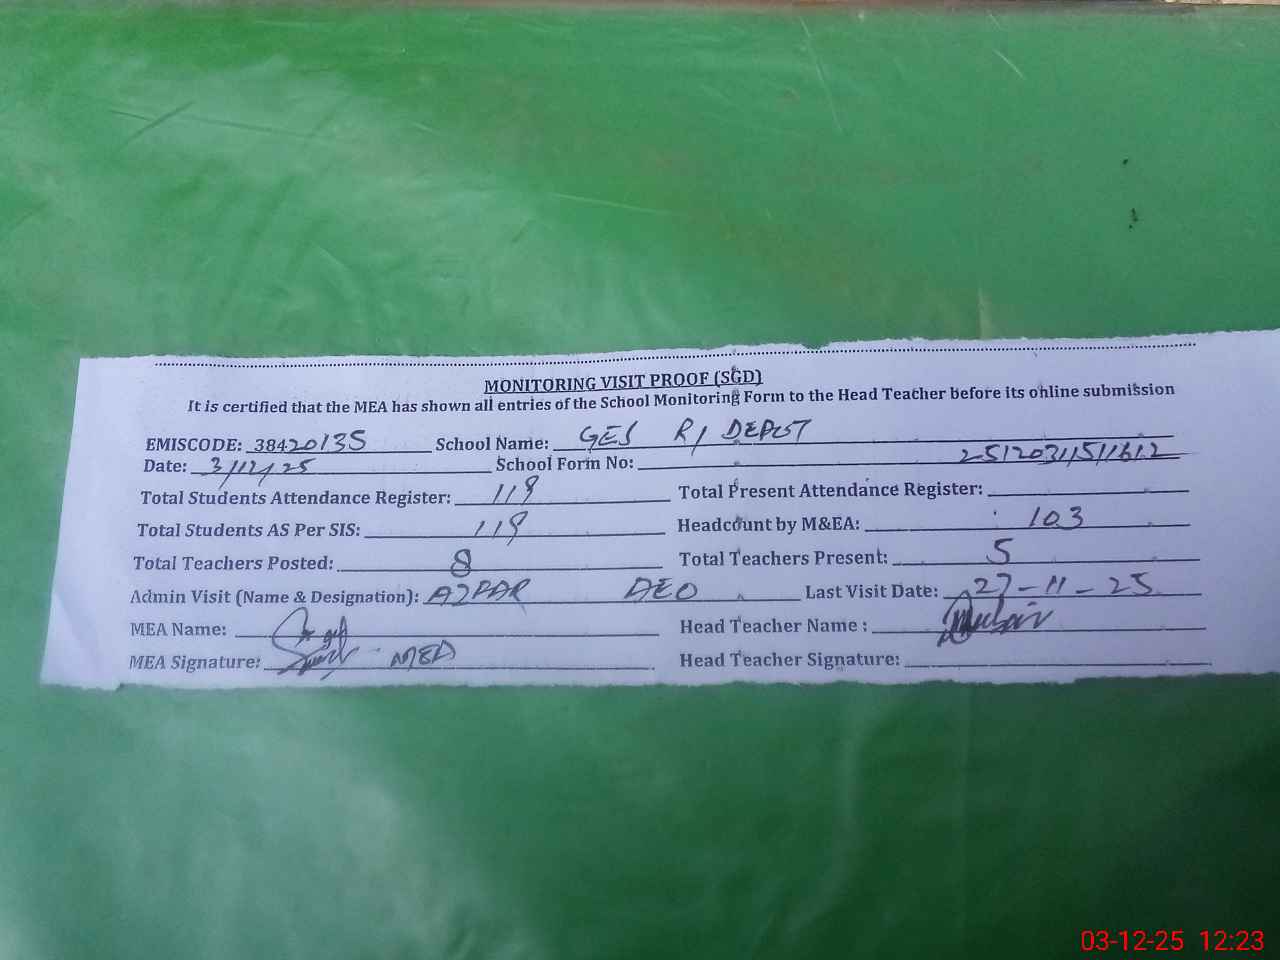 MONITORING VISIT PROOF (SGD)
It is certified that the MEA has shown all entries of the School Monitoring Form to the Head Teacher before its online submission
EMISCODE: 38420135 School Name: GES R/ DEPOT
Date: 3/12/25 School Form No: 2512031151612
Total Students Attendance Register: 119 Total Present Attendance Register:
Total Students AS Per SIS: 119 Headcount by M&EA: 103
Total Teachers Posted: 8 Total Teachers Present: 5
Admin Visit (Name & Designation): AZPAR AEO Last Visit Date: 27-11-25
MEA Name: Head Teacher Name :
MEA Signature: MEA Head Teacher Signature:
03-12-25 12:23